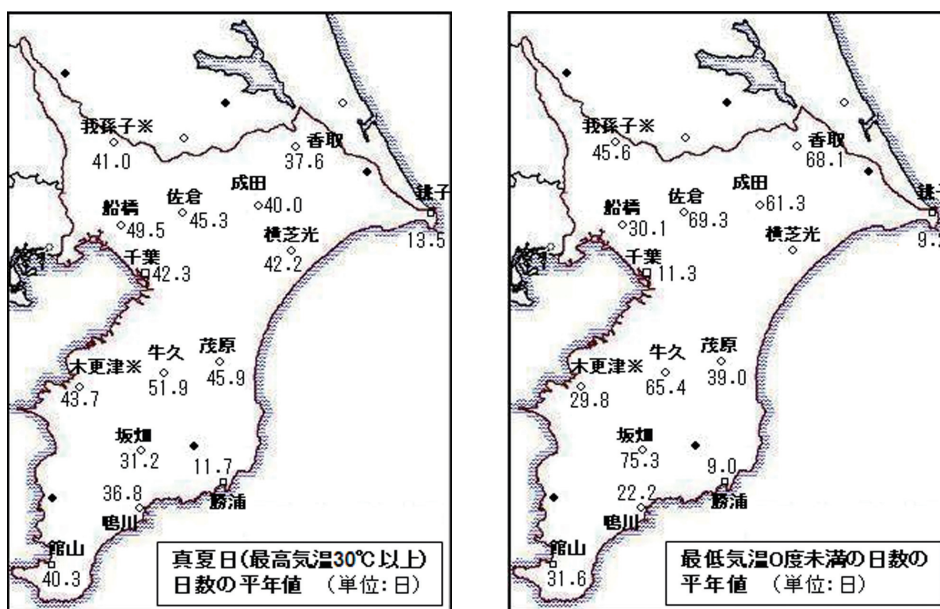 我孫子※
41.0
香取
37.6
成田
40.0
佐倉
45.3
船橋
49.5
銚子
13.5
横芝光
42.2
千葉
42.3
茂原
45.9
牛久
51.9
木更津※
43.7
坂畑
31.2
11.7
勝浦
36.8
鴨川
館山
40.3
真夏日(最高気温30℃以上)
日数の平年値 (単位:日)
我孫子※
45.6
香取
68.1
成田
61.3
佐倉
69.3
船橋
30.1
銚子
横芝光
千葉
11.3
茂原
39.0
牛久
65.4
木更津※
29.8
坂畑
75.3
9.0
勝浦
22.2
鴨川
館山
31.6
最低気温0度未満の日数の
平年値 (単位:日)